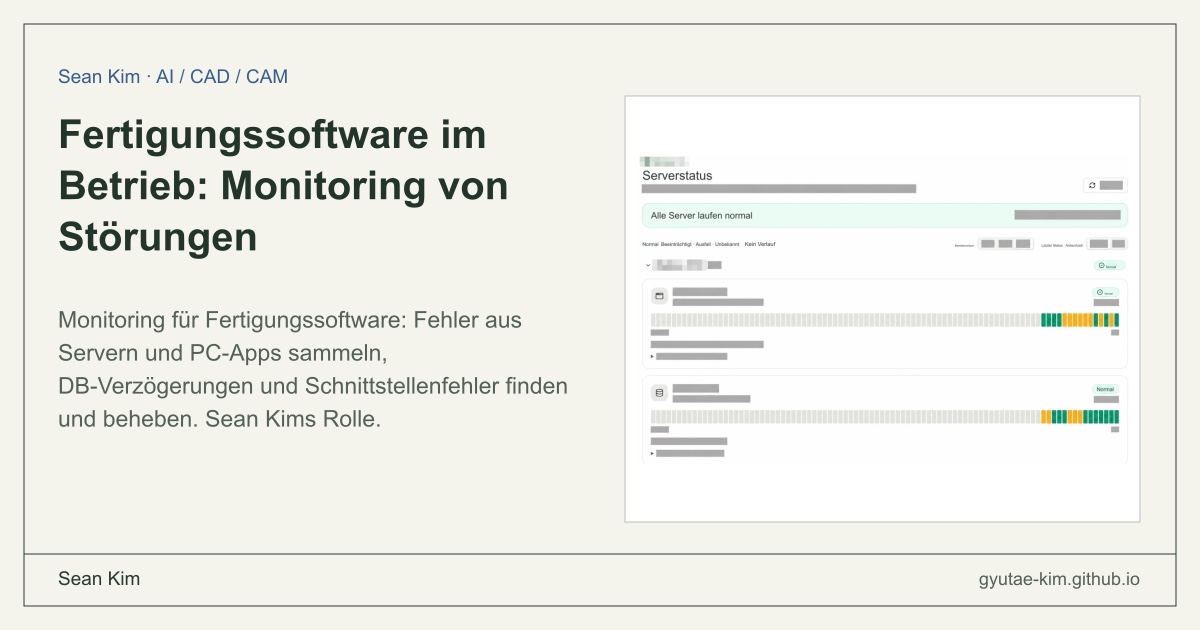 Sean Kim · AI / CAD / CAM
Fertigungssoftware im
Betrieb: Monitoring von
Störungen
Monitoring für Fertigungssoftware: Fehler aus
Servern und PC-Apps sammeln,
DB-Verzögerungen und Schnittstellenfehler finden
und beheben. Sean Kims Rolle.
Serverstatus
Alle Server laufen normal
Normal Beeinträchtigt · Ausfall · Unbekannt Kein Verlauf
Normal
Sean Kim
gyutae-kim.github.io